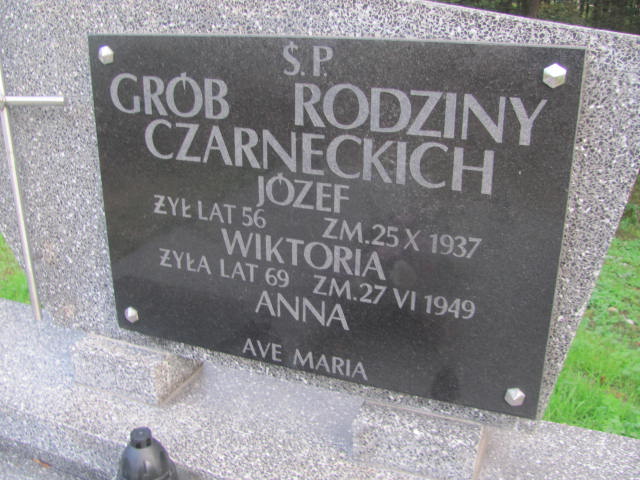 Ś.P.
GRÓB RODZINY
CZARNECKICH
JÓZEF
ŻYŁ LAT 56 ZM. 25 X 1937
WIKTORIA
ŻYŁA LAT 69 ZM. 27 VI 1949
ANNA
AVE MARIA